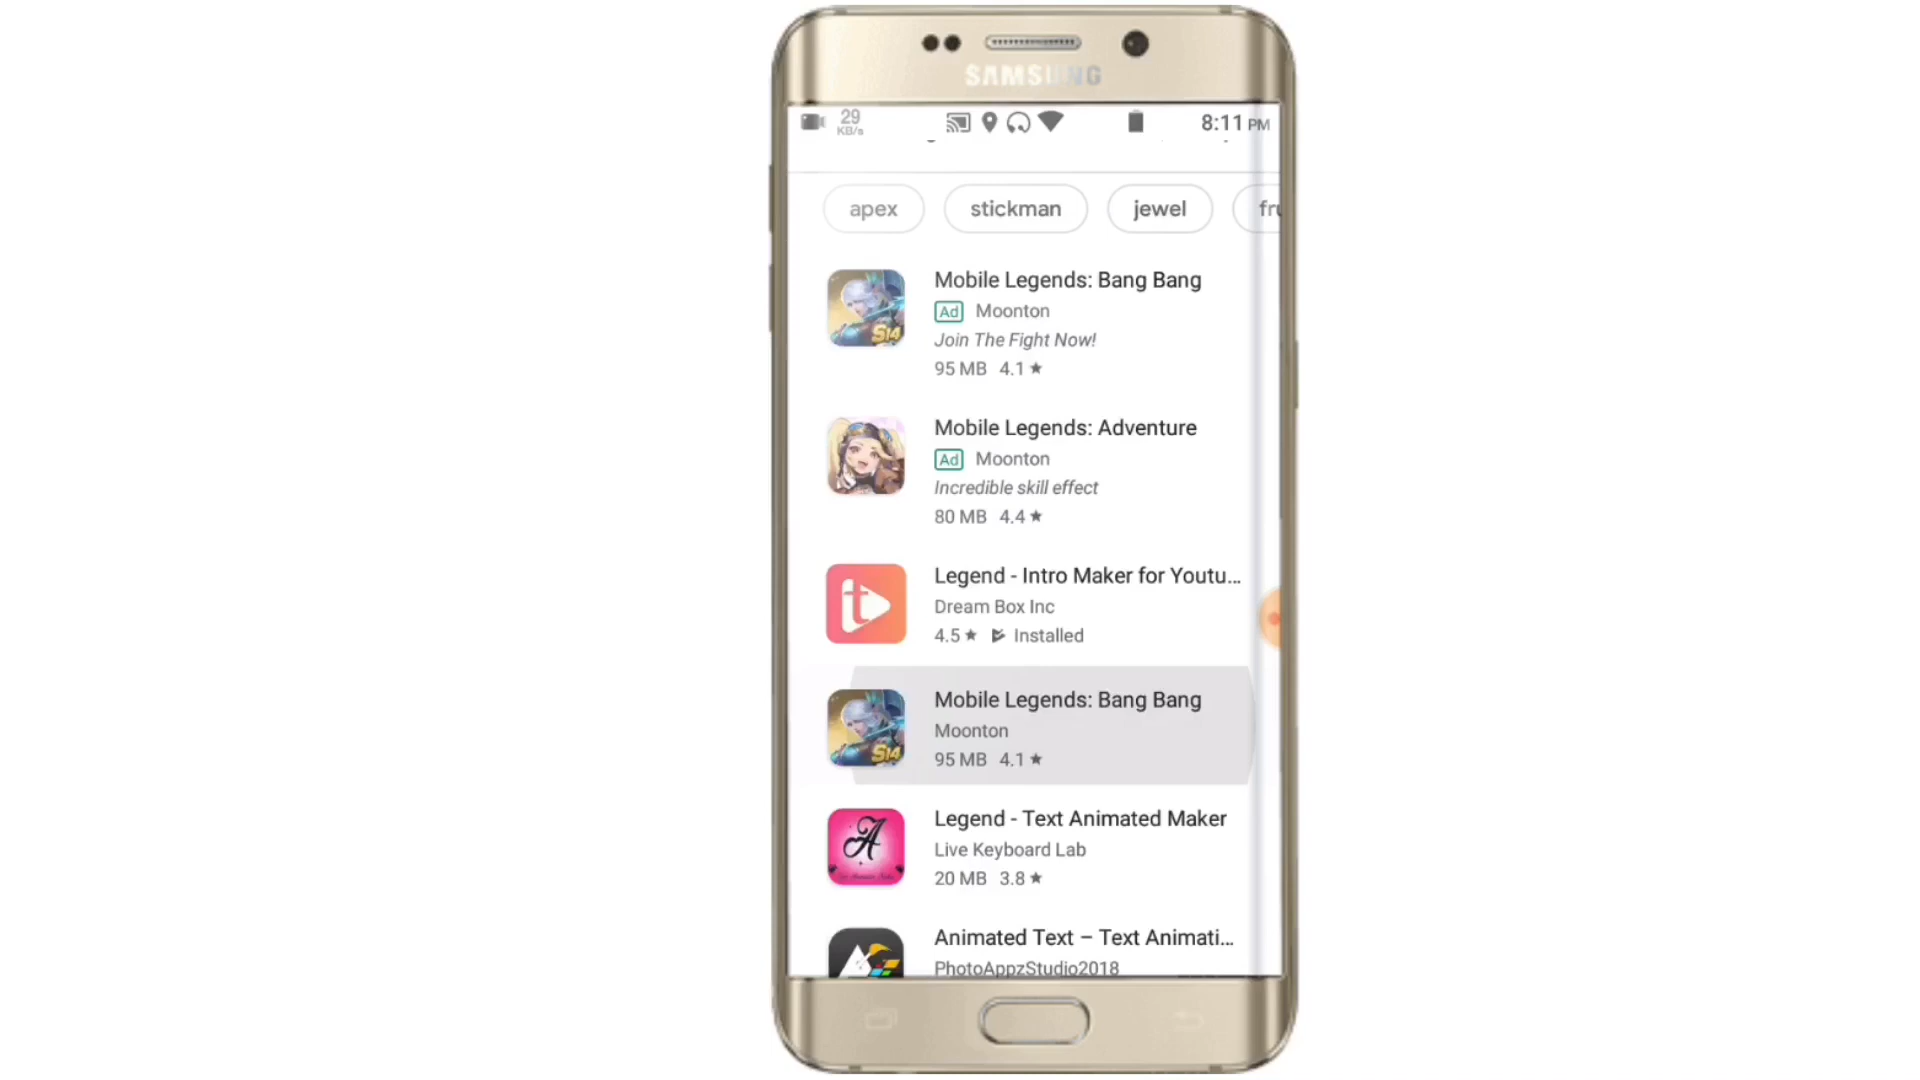 SAMSUNG
29
KB/s
8:11 PM
apex
stickman
jewel
fru
Mobile Legends: Bang Bang
Ad Moonton
Join The Fight Now!
95 MB 4.1 ★
S14
Mobile Legends: Adventure
Ad Moonton
Incredible skill effect
80 MB 4.4 ★
t
Legend - Intro Maker for Youtu...
Dream Box Inc
4.5 ★ Installed
Mobile Legends: Bang Bang
Moonton
95 MB 4.1 ★
S14
A
Legend - Text Animated Maker
Live Keyboard Lab
20 MB 3.8 ★
Animated Text – Text Animati...
PhotoAppzStudio2018